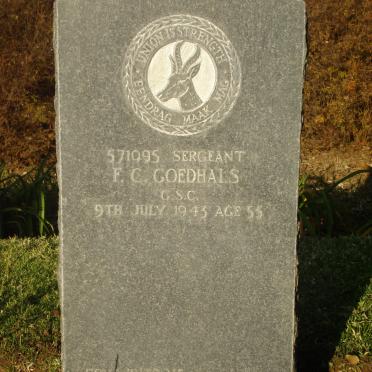 UNION IS STRENGTH
EENDRAG MAAK MAG
571095 SERGEANT
F. C. GOEDHALS
G.S.C.
9TH JULY 1943 AGE 55